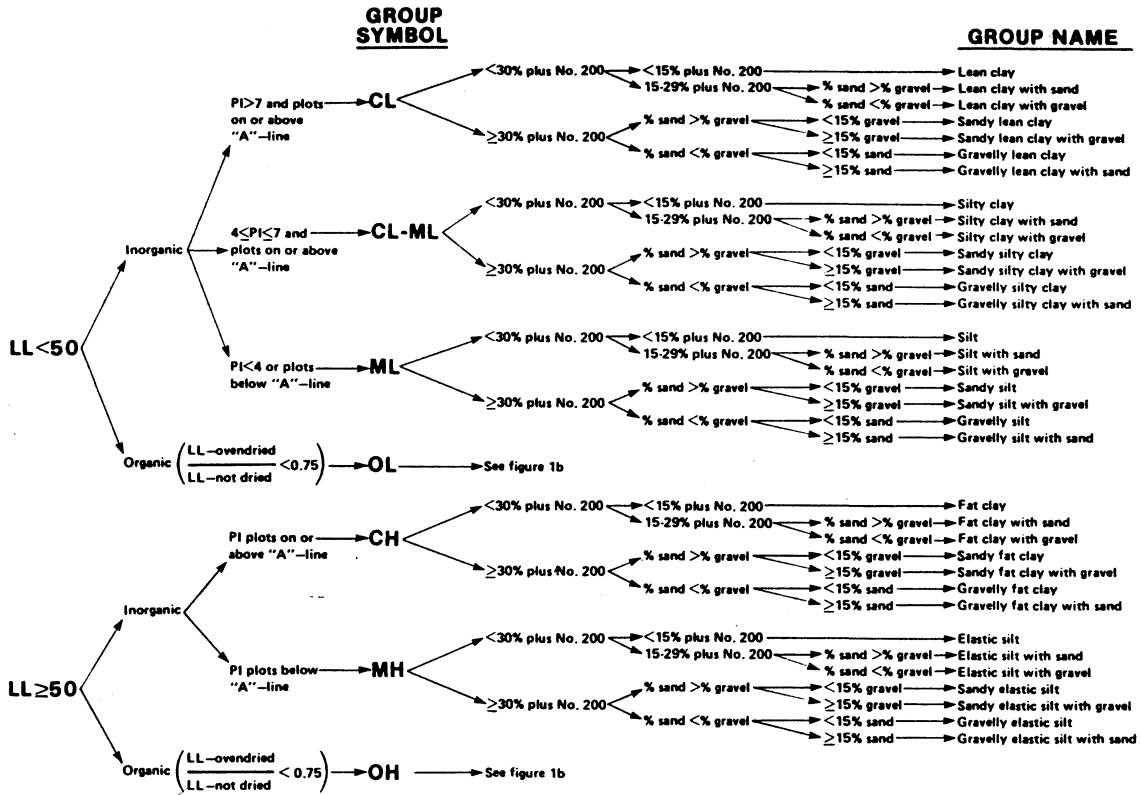 GROUP SYMBOL
GROUP NAME
LL<50
Inorganic
PI>7 and plots on or above "A"—line
CL
<30% plus No. 200
<15% plus No. 200
Lean clay
15-29% plus No. 200
% sand >% gravel
Lean clay with sand
% sand <% gravel
Lean clay with gravel
≥30% plus No. 200
% sand >% gravel
<15% gravel
Sandy lean clay
≥15% gravel
Sandy lean clay with gravel
% sand <% gravel
<15% sand
Gravelly lean clay
≥15% sand
Gravelly lean clay with sand
4≤PI≤7 and plots on or above "A"—line
CL-ML
<30% plus No. 200
<15% plus No. 200
Silty clay
15-29% plus No. 200
% sand >% gravel
Silty clay with sand
% sand <% gravel
Silty clay with gravel
≥30% plus No. 200
% sand >% gravel
<15% gravel
Sandy silty clay
≥15% gravel
Sandy silty clay with gravel
% sand <% gravel
<15% sand
Gravelly silty clay
≥15% sand
Gravelly silty clay with sand
PI<4 or plots below "A"—line
ML
<30% plus No. 200
<15% plus No. 200
Silt
15-29% plus No. 200
% sand >% gravel
Silt with sand
% sand <% gravel
Silt with gravel
≥30% plus No. 200
% sand >% gravel
<15% gravel
Sandy silt
≥15% gravel
Sandy silt with gravel
% sand <% gravel
<15% sand
Gravelly silt
≥15% sand
Gravelly silt with sand
Organic (LL—ovendried / LL—not dried <0.75)
OL
See figure 1b
LL≥50
Inorganic
PI plots on or above "A"—line
CH
<30% plus No. 200
<15% plus No. 200
Fat clay
15-29% plus No. 200
% sand >% gravel
Fat clay with sand
% sand <% gravel
Fat clay with gravel
≥30% plus No. 200
% sand >% gravel
<15% gravel
Sandy fat clay
≥15% gravel
Sandy fat clay with gravel
% sand <% gravel
<15% sand
Gravelly fat clay
≥15% sand
Gravelly fat clay with sand
PI plots below "A"—line
MH
<30% plus No. 200
<15% plus No. 200
Elastic silt
15-29% plus No. 200
% sand >% gravel
Elastic silt with sand
% sand <% gravel
Elastic silt with gravel
≥30% plus No. 200
% sand >% gravel
<15% gravel
Sandy elastic silt
≥15% gravel
Sandy elastic silt with gravel
% sand <% gravel
<15% sand
Gravelly elastic silt
≥15% sand
Gravelly elastic silt with sand
Organic (LL—ovendried / LL—not dried < 0.75)
OH
See figure 1b